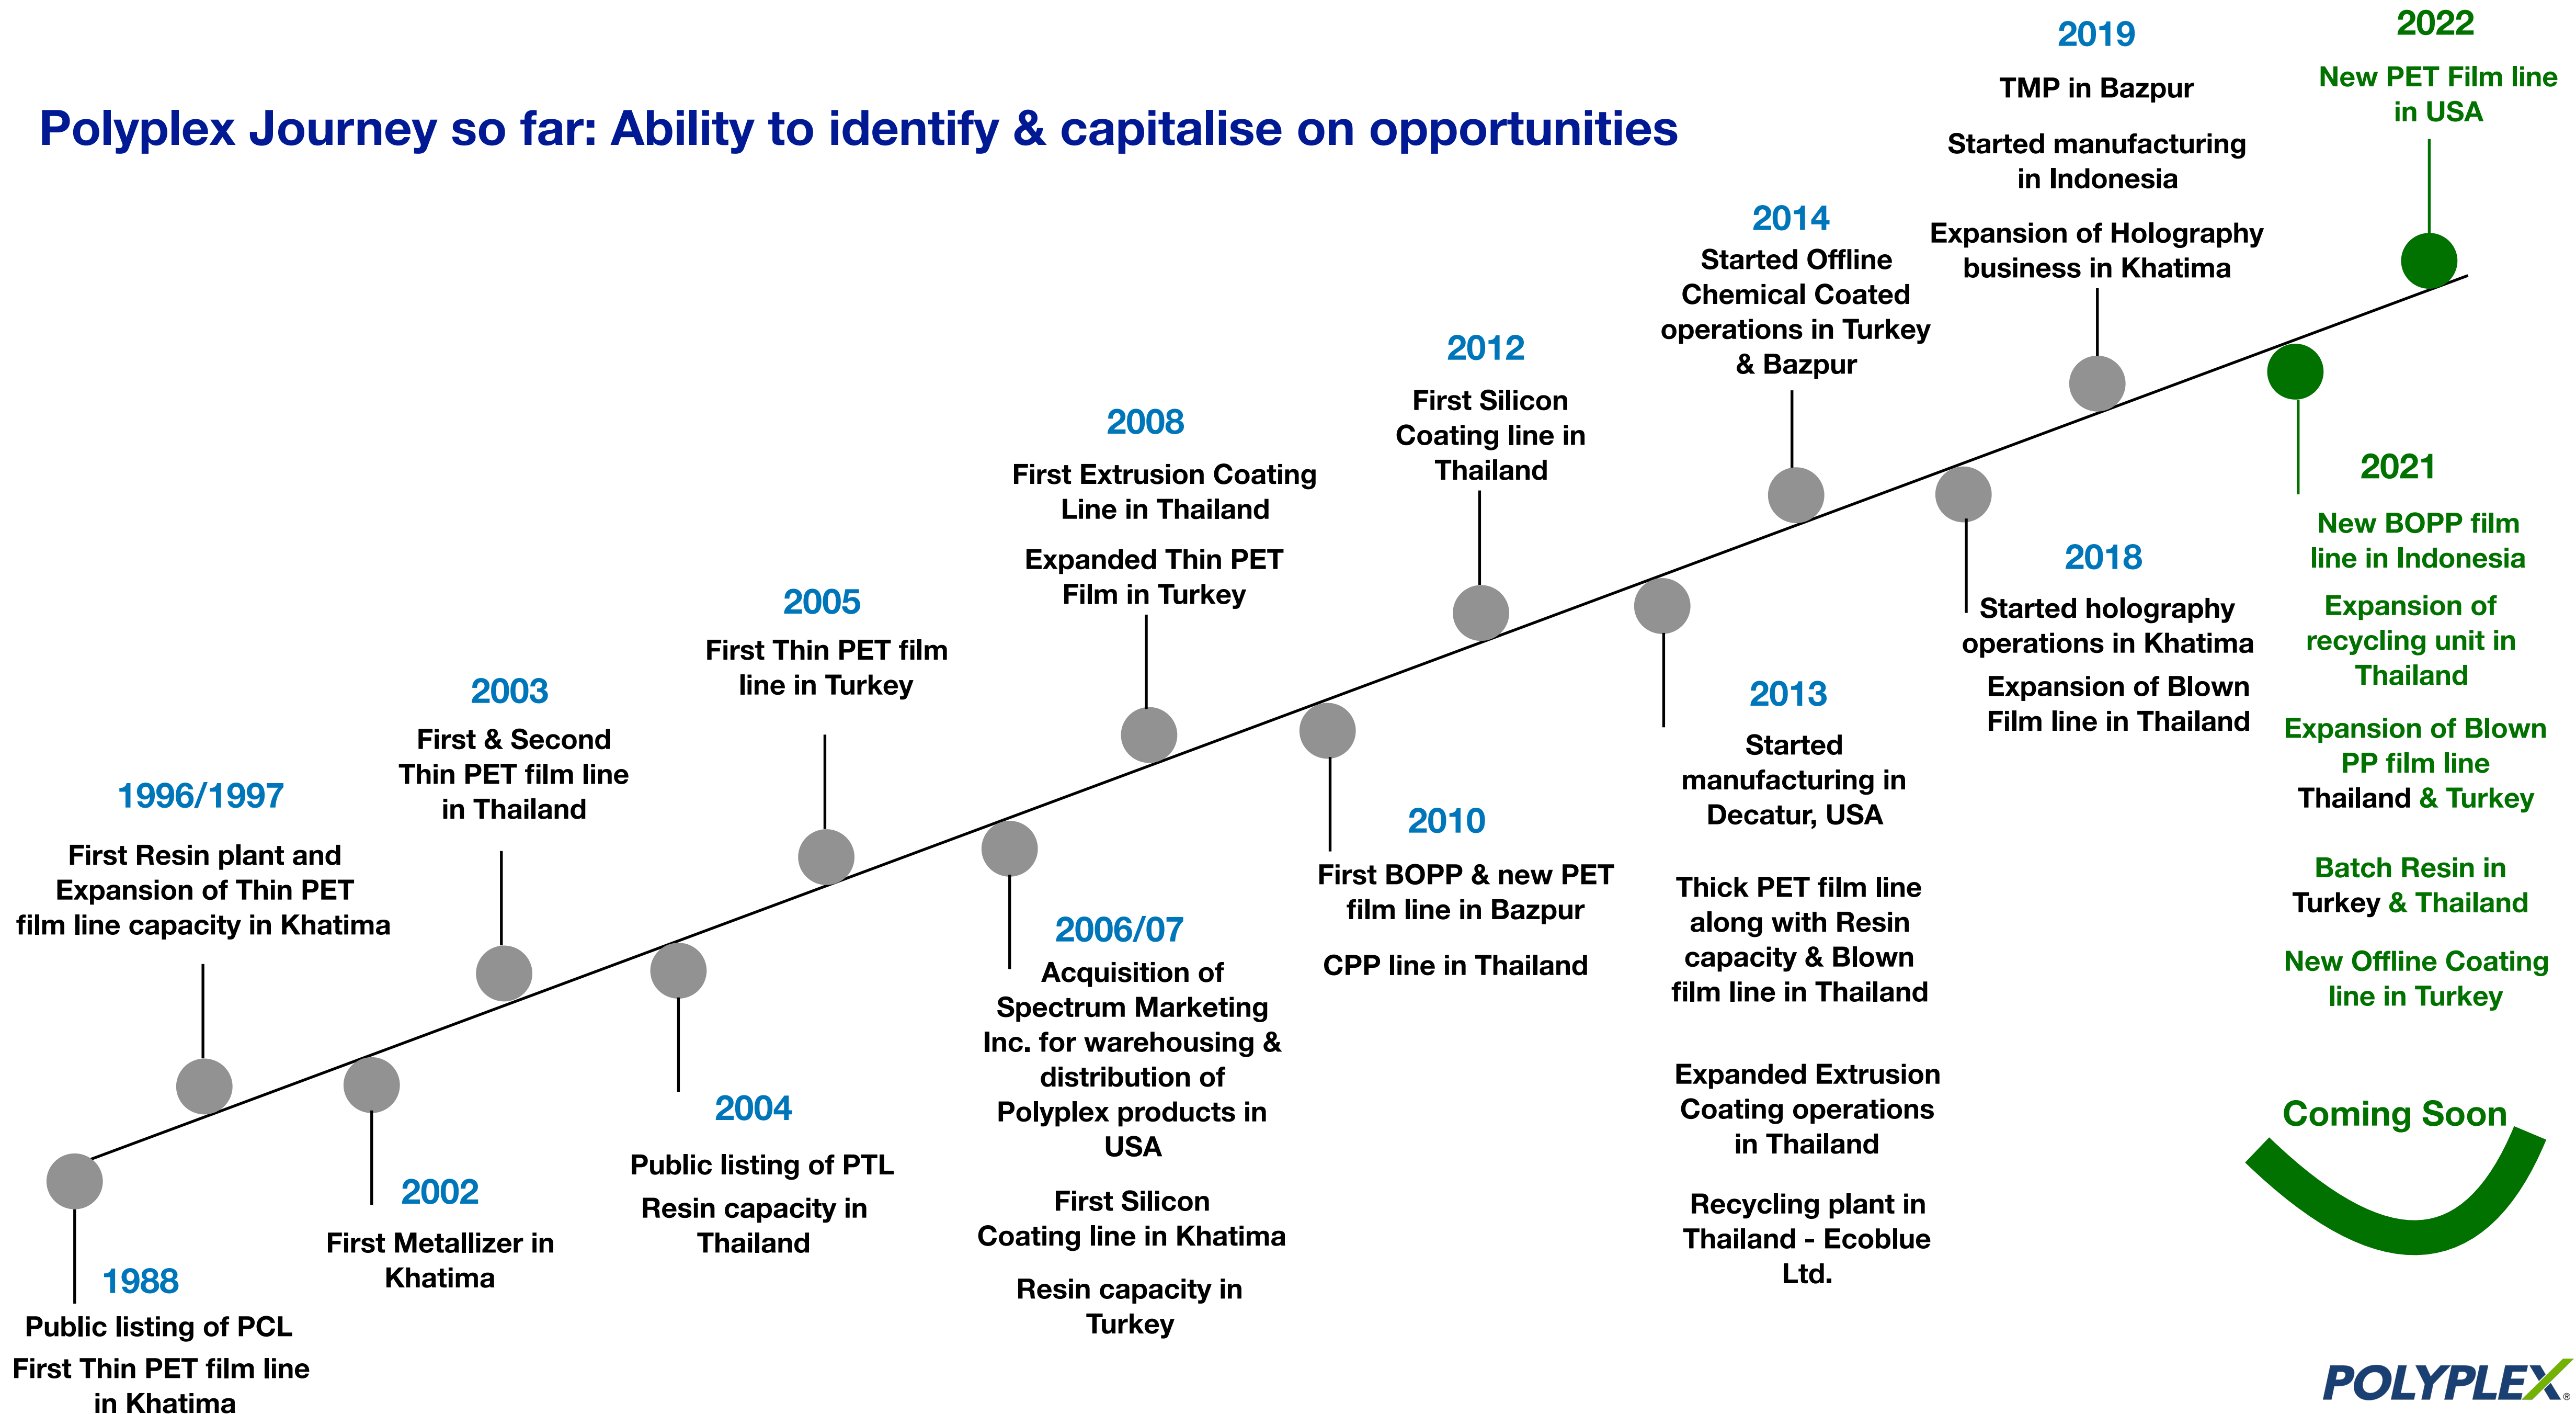 Polyplex Journey so far: Ability to identify & capitalise on opportunities
1988
Public listing of PCL
First Thin PET film line
in Khatima
1996/1997
First Resin plant and
Expansion of Thin PET
film line capacity in Khatima
2002
First Metallizer in
Khatima
2003
First & Second
Thin PET film line
in Thailand
2004
Public listing of PTL
Resin capacity in
Thailand
2005
First Thin PET film
line in Turkey
2006/07
Acquisition of
Spectrum Marketing
Inc. for warehousing &
distribution of
Polyplex products in
USA
First Silicon
Coating line in Khatima
Resin capacity in
Turkey
2008
First Extrusion Coating
Line in Thailand
Expanded Thin PET
Film in Turkey
2010
First BOPP & new PET
film line in Bazpur
CPP line in Thailand
2012
First Silicon
Coating line in
Thailand
2013
Started
manufacturing in
Decatur, USA
Thick PET film line
along with Resin
capacity & Blown
film line in Thailand
Expanded Extrusion
Coating operations
in Thailand
Recycling plant in
Thailand - Ecoblue
Ltd.
2014
Started Offline
Chemical Coated
operations in Turkey
& Bazpur
2018
Started holography
operations in Khatima
Expansion of Blown
Film line in Thailand
2019
TMP in Bazpur
Started manufacturing
in Indonesia
Expansion of Holography
business in Khatima
2021
New BOPP film
line in Indonesia
Expansion of
recycling unit in
Thailand
Expansion of Blown
PP film line
Thailand & Turkey
Batch Resin in
Turkey & Thailand
New Offline Coating
line in Turkey
2022
New PET Film line
in USA
Coming Soon
POLYPLEX®